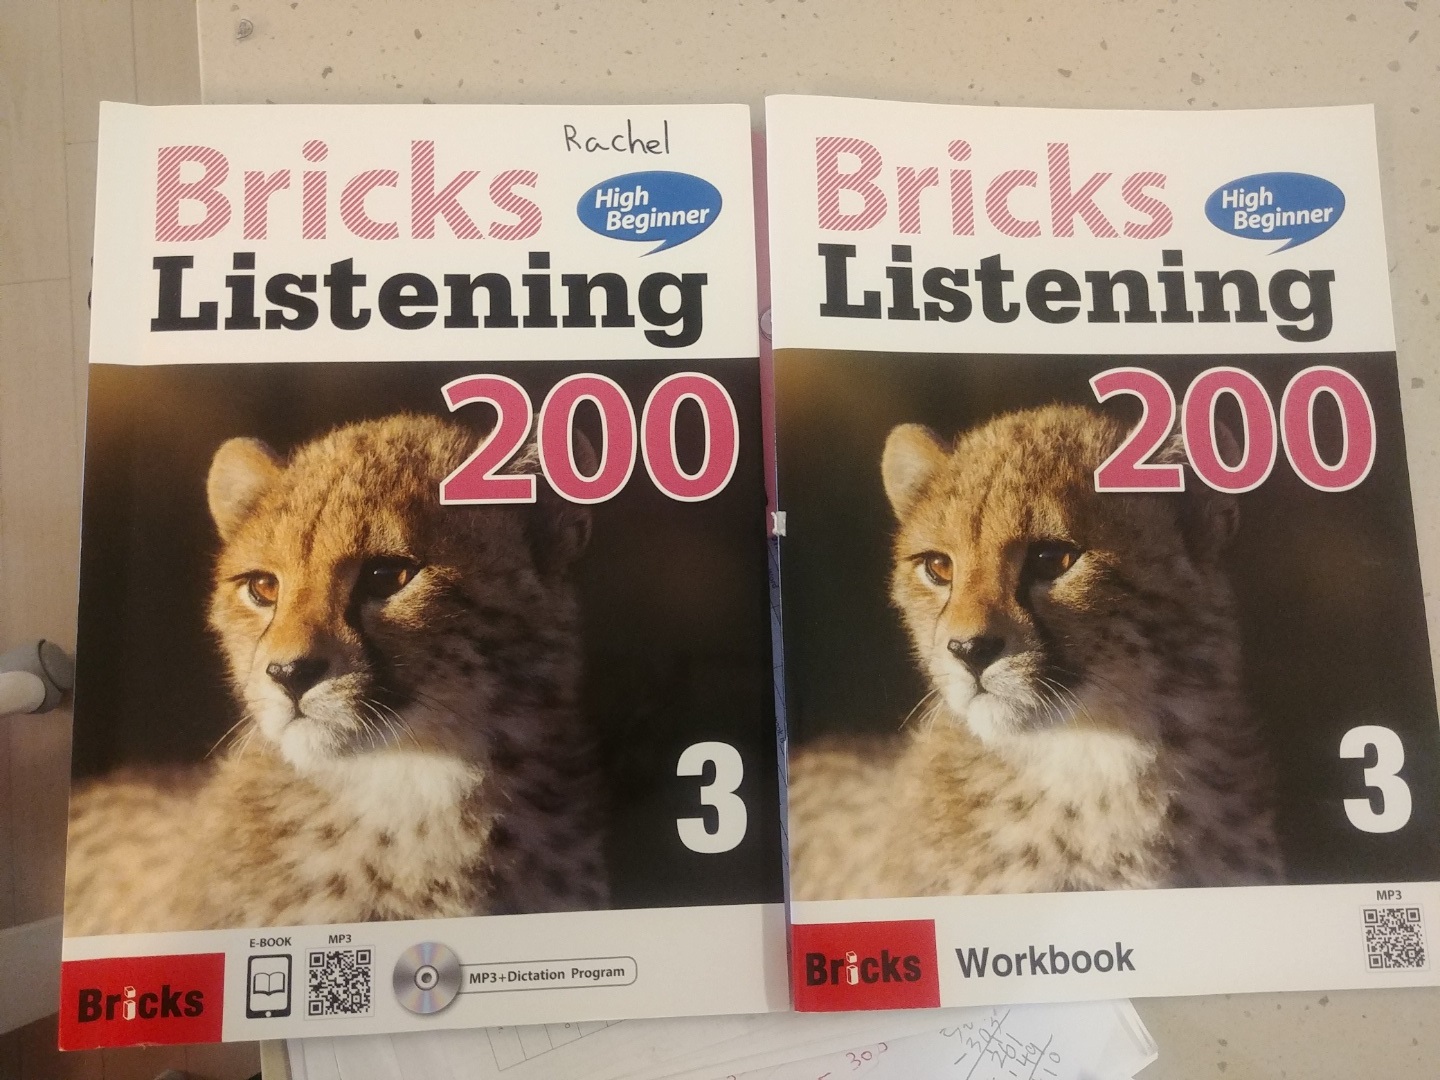 Rachel
Bricks
High
Beginner
Listening
200
3
E-BOOK
MP3
MP3+Dictation Program
Bricks
Bricks
High
Beginner
Listening
200
3
MP3
Bricks
Workbook